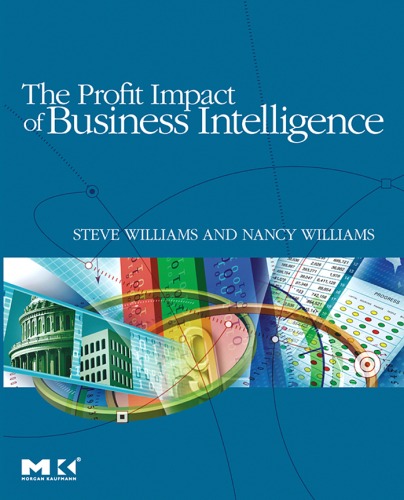 The Profit Impact
of Business Intelligence
STEVE WILLIAMS AND NANCY WILLIAMS
PROGRESS
MK
MORGAN KAUFMANN